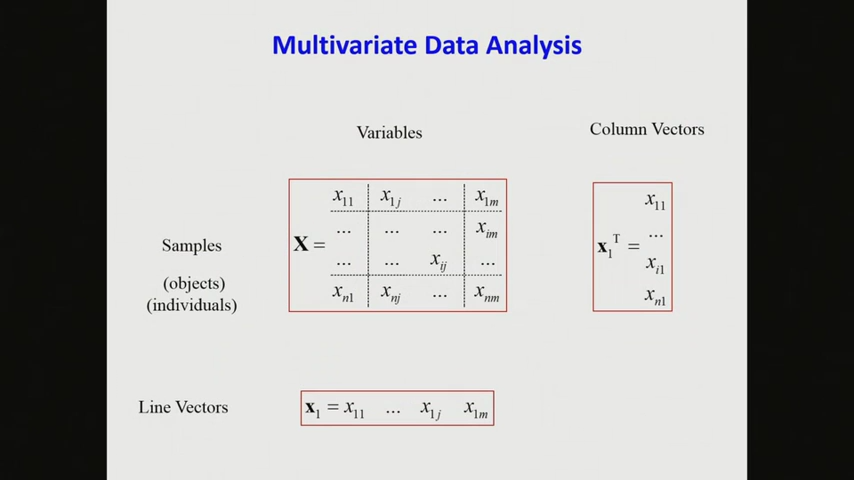 Multivariate Data Analysis
Variables
Column Vectors
x11 x1j ... x1m
... ... ... xim
X =
... ... xij ...
xn1 xnj ... xnm
x11
...
x1T =
xi1
xn1
Samples
(objects)
(individuals)
Line Vectors
x1 = x11 ... x1j x1m